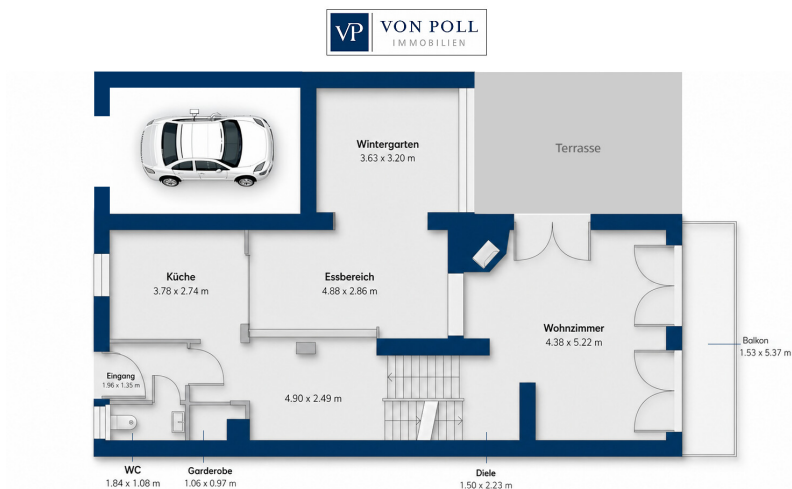 VP VON POLL
IMMOBILIEN
Wintergarten
3.63 x 3.20 m
Terrasse
Küche
3.78 x 2.74 m
Essbereich
4.88 x 2.86 m
Wohnzimmer
4.38 x 5.22 m
Balkon
1.53 x 5.37 m
Eingang
1.96 x 1.35 m
4.90 x 2.49 m
WC
1.84 x 1.08 m
Garderobe
1.06 x 0.97 m
Diele
1.50 x 2.23 m